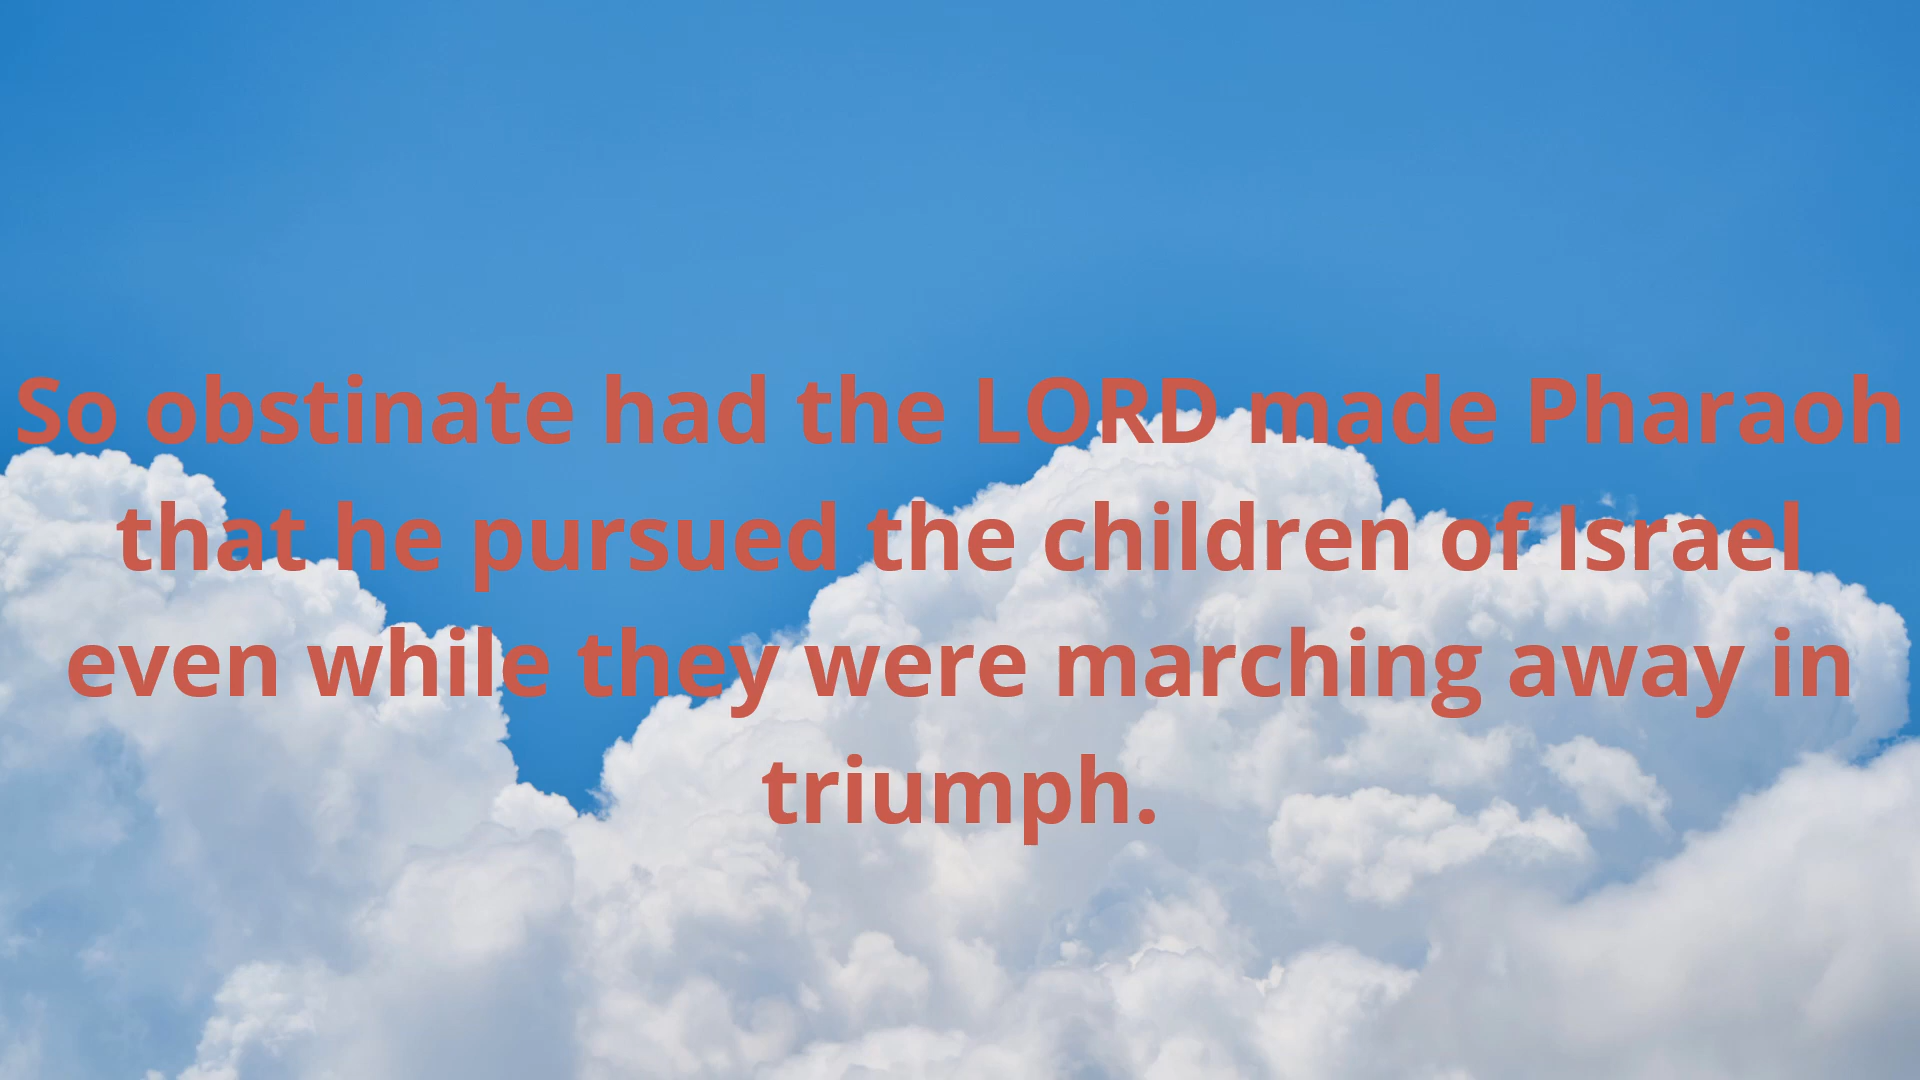 So obstinate had the LORD made Pharaoh
that he pursued the children of Israel
even while they were marching away in
triumph.